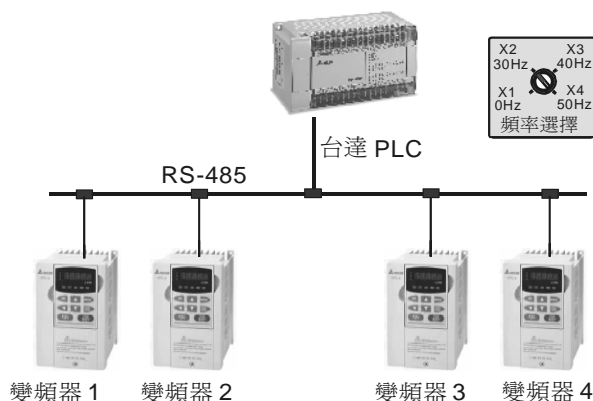 X2 X3
30Hz 40Hz
X1 X4
0Hz 50Hz
頻率選擇
台達 PLC
RS-485
變頻器 1 變頻器 2 變頻器 3 變頻器 4